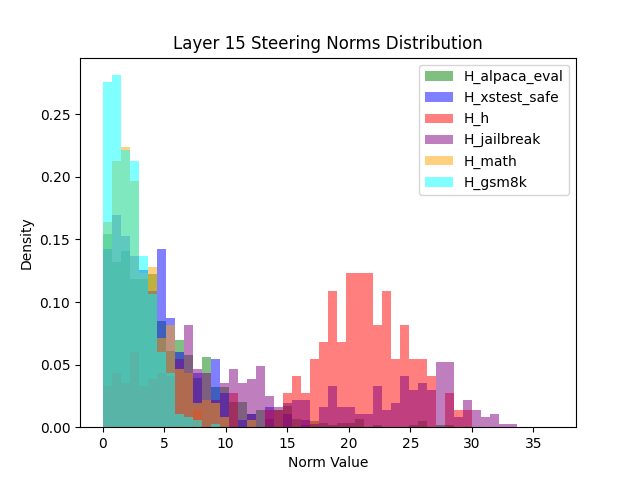 Layer 15 Steering Norms Distribution
H_alpaca_eval
H_xstest_safe
H_h
H_jailbreak
H_math
H_gsm8k
Density
0.25
0.20
0.15
0.10
0.05
0.00
0 5 10 15 20 25 30 35
Norm Value